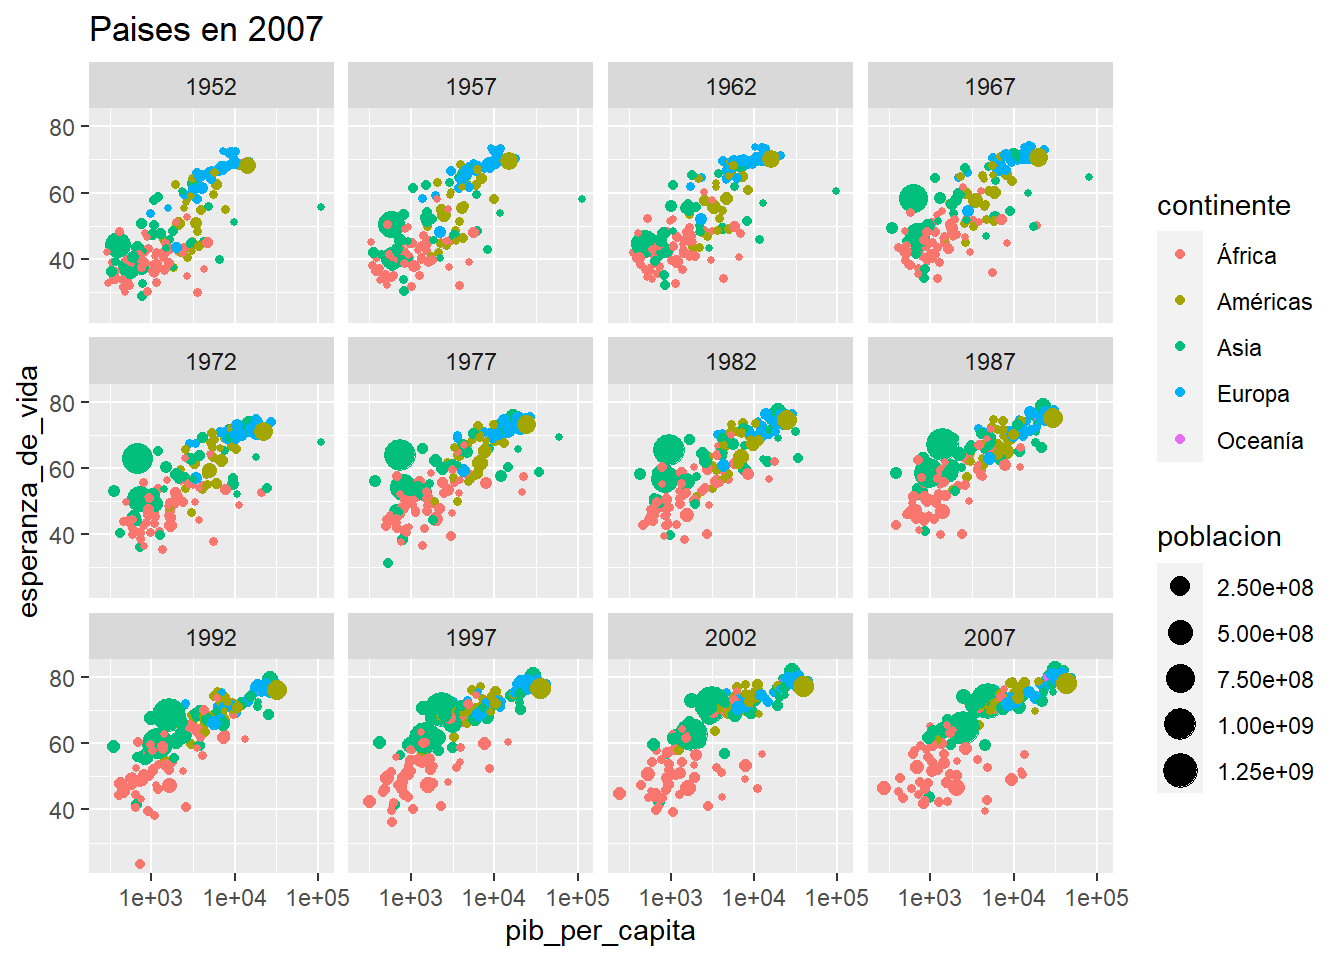 Paises en 2007
1952 1957 1962 1967
80
60
40
1972 1977 1982 1987
80
60
40
1992 1997 2002 2007
80
60
40
1e+03 1e+04 1e+05 1e+03 1e+04 1e+05 1e+03 1e+04 1e+05 1e+03 1e+04 1e+05
pib_per_capita
esperanza_de_vida
continente
África
Américas
Asia
Europa
Oceanía
poblacion
2.50e+08
5.00e+08
7.50e+08
1.00e+09
1.25e+09